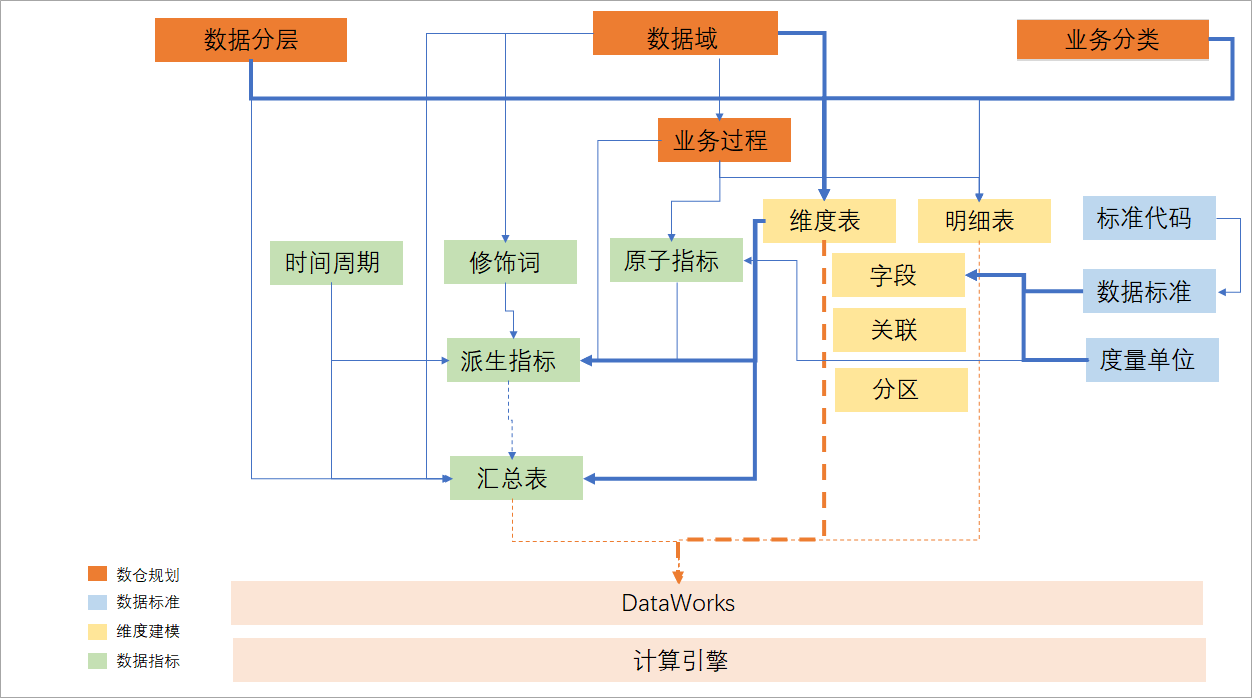 数据分层
数据域
业务分类
业务过程
维度表
明细表
标准代码
时间周期
修饰词
原子指标
字段
数据标准
关联
派生指标
度量单位
分区
汇总表
数仓规划
数据标准
维度建模
数据指标
DataWorks
计算引擎